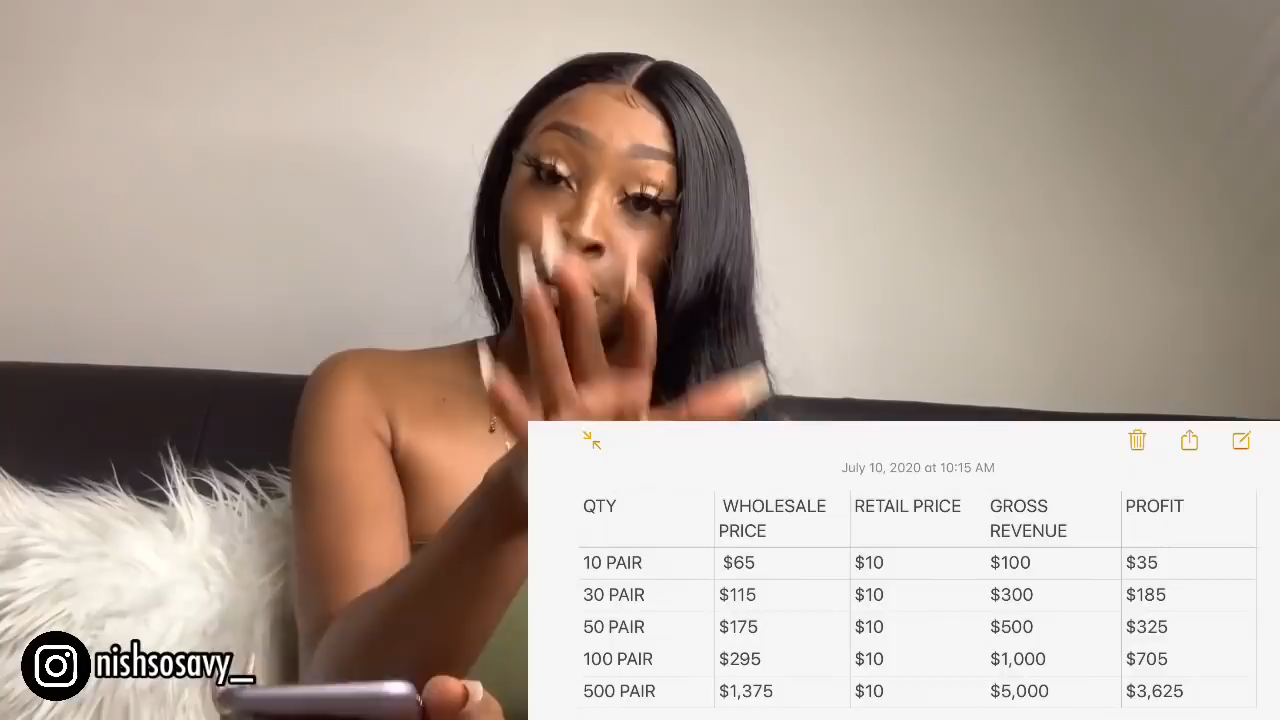 July 10, 2020 at 10:15 AM
QTY WHOLESALE PRICE RETAIL PRICE GROSS REVENUE PROFIT
10 PAIR $65 $10 $100 $35
30 PAIR $115 $10 $300 $185
50 PAIR $175 $10 $500 $325
100 PAIR $295 $10 $1,000 $705
500 PAIR $1,375 $10 $5,000 $3,625
nishsosavy_